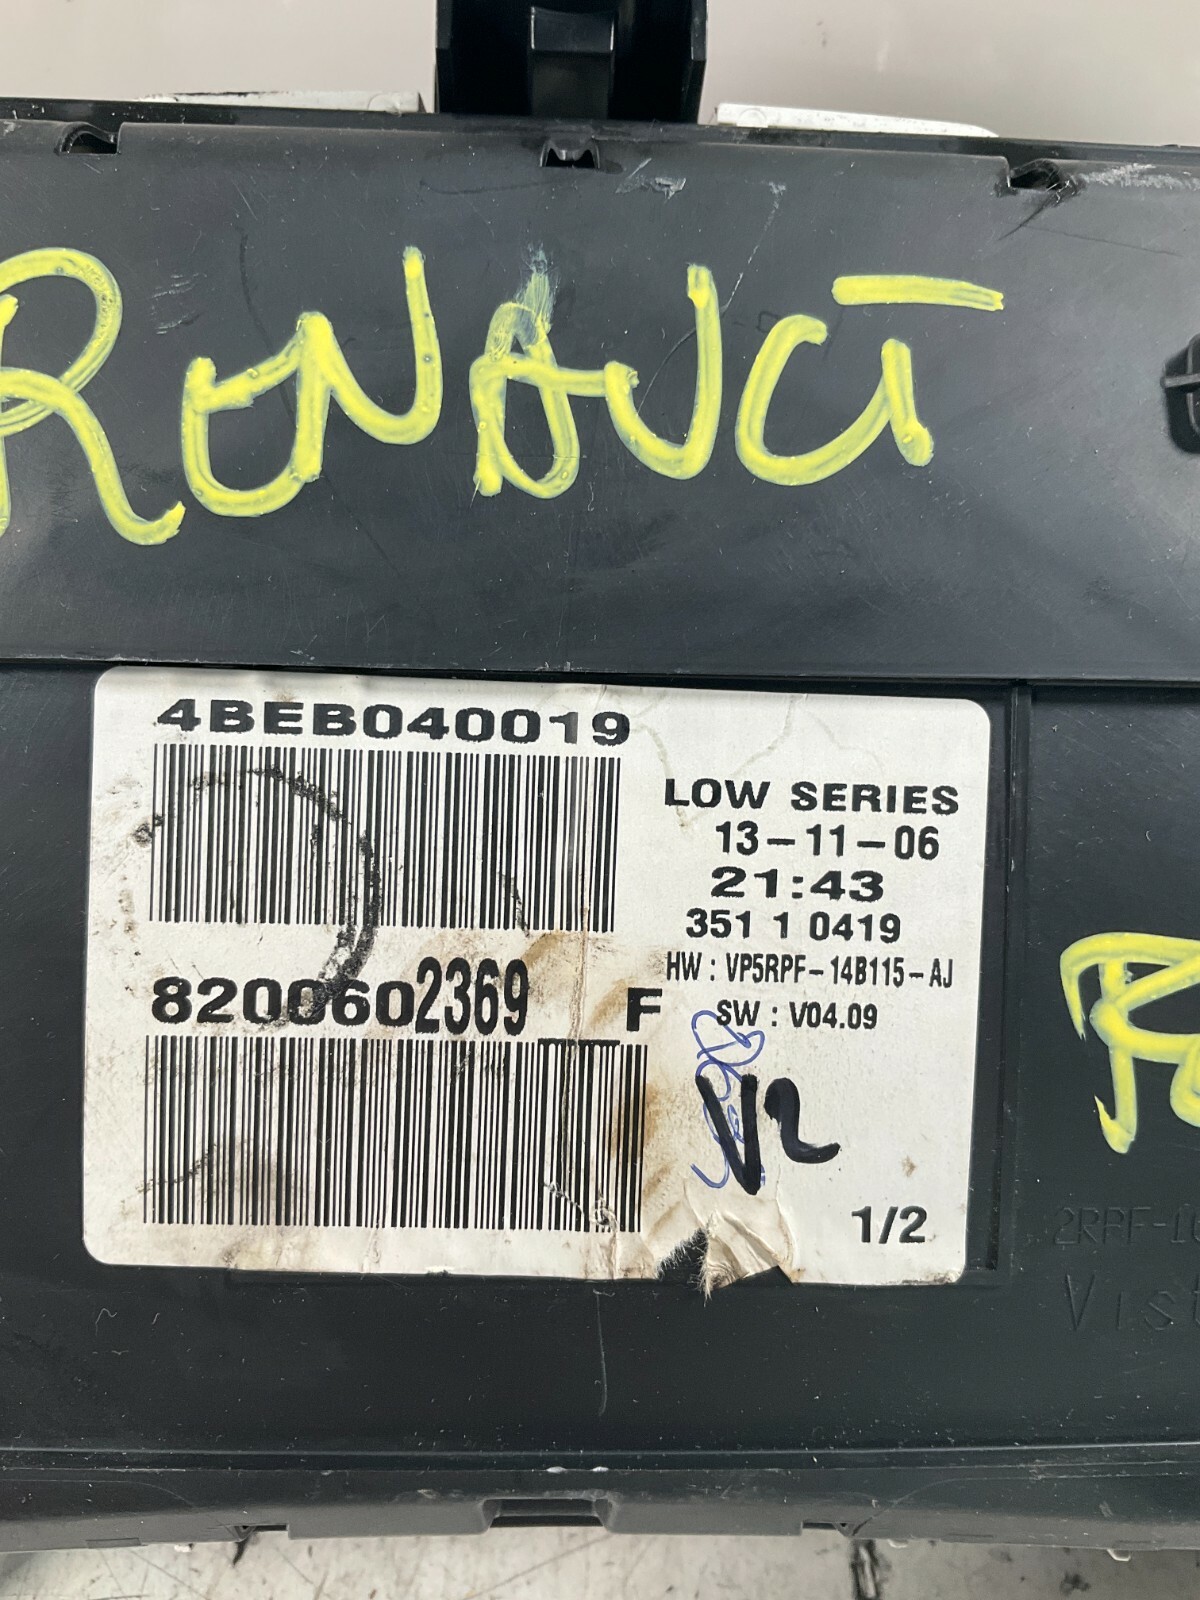 RENAUCT
4BEB040019
LOW SERIES
13-11-06
21:43
351 1 0419
HW : VP5RPF-14B115-AJ
SW : V04.09
8200602369 F
V2
1/2